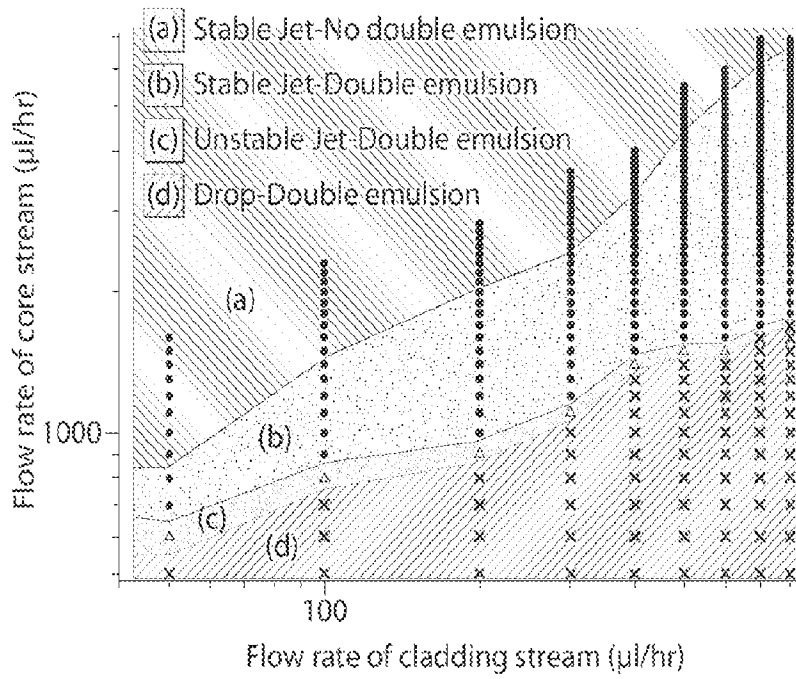 (a) Stable Jet-No double emulsion
(b) Stable Jet-Double emulsion
(c) Unstable Jet-Double emulsion
(d) Drop-Double emulsion
(a)
(b)
(c)
(d)
Flow rate of core stream (µl/hr)
1000
100
Flow rate of cladding stream (µl/hr)